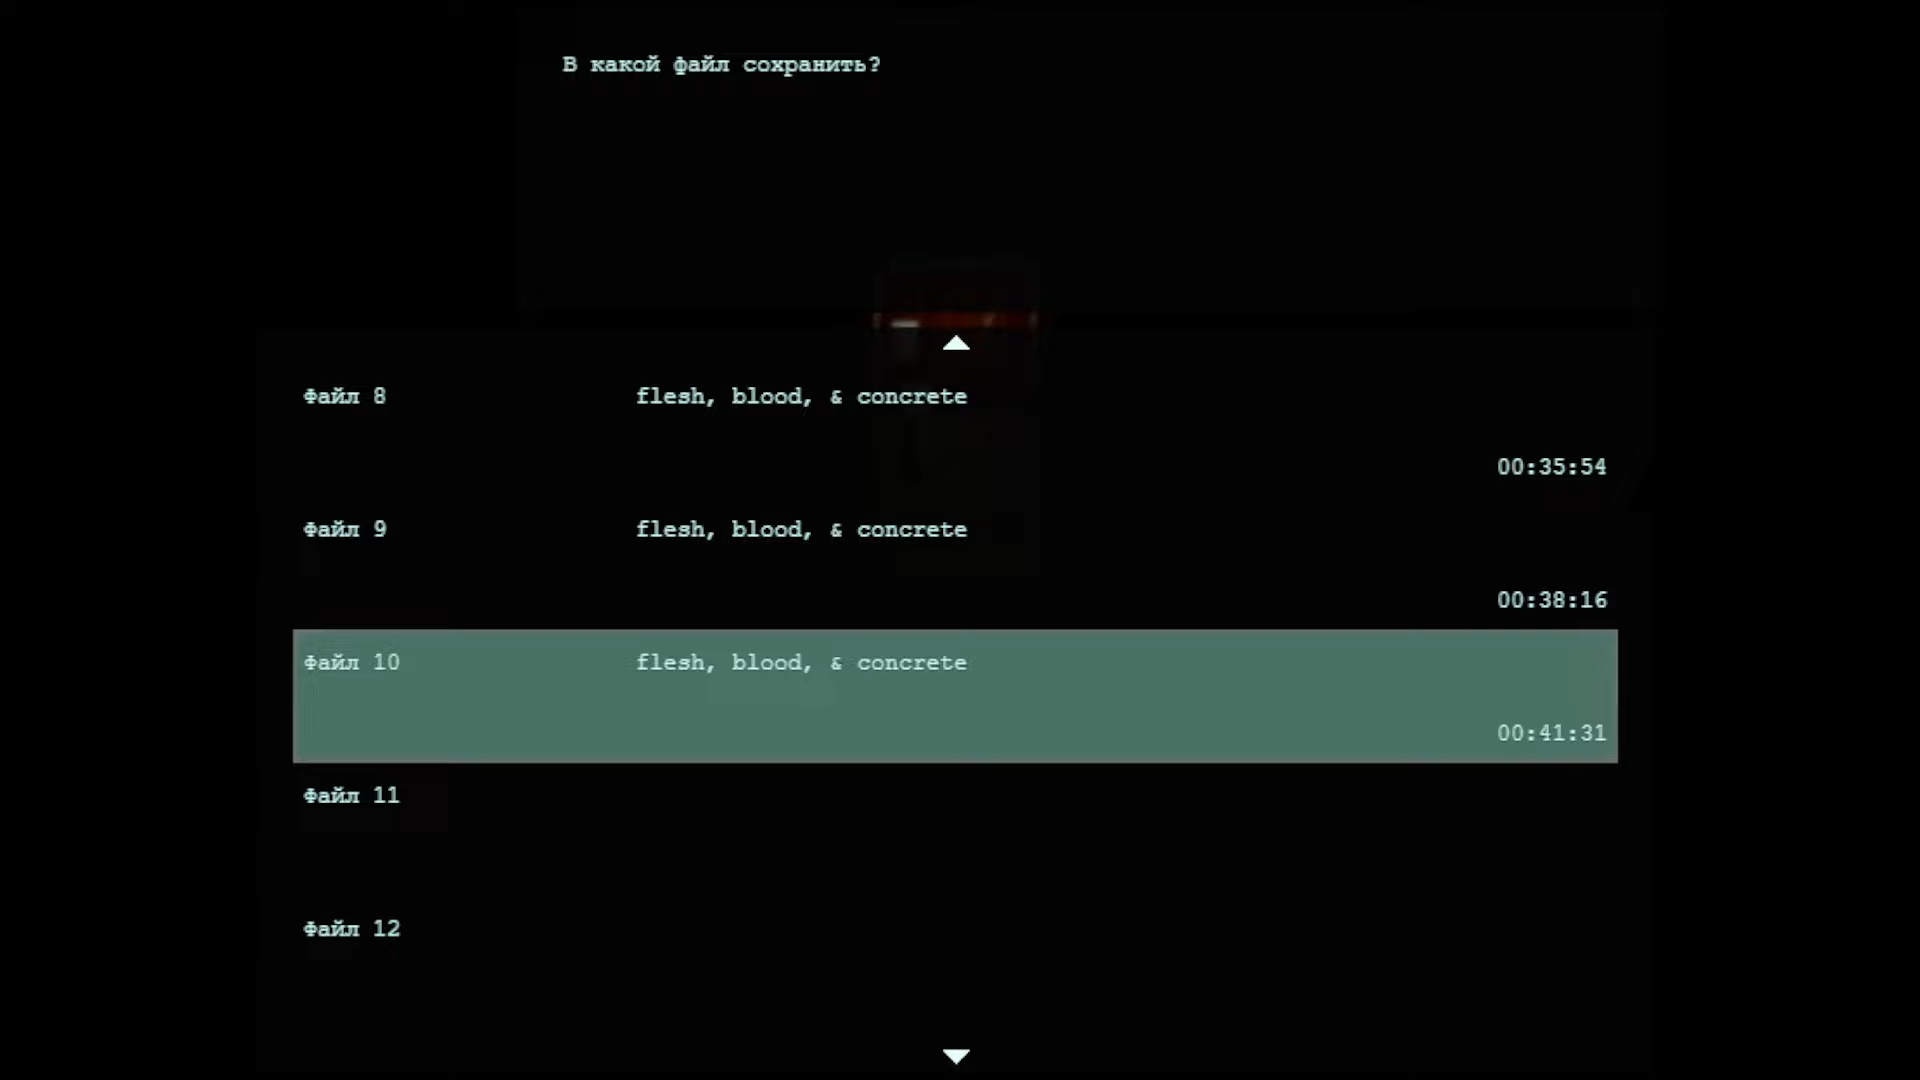 В какой файл сохранить?
Файл 8 flesh, blood, & concrete
00:35:54
Файл 9 flesh, blood, & concrete
00:38:16
Файл 10 flesh, blood, & concrete
00:41:31
Файл 11
Файл 12